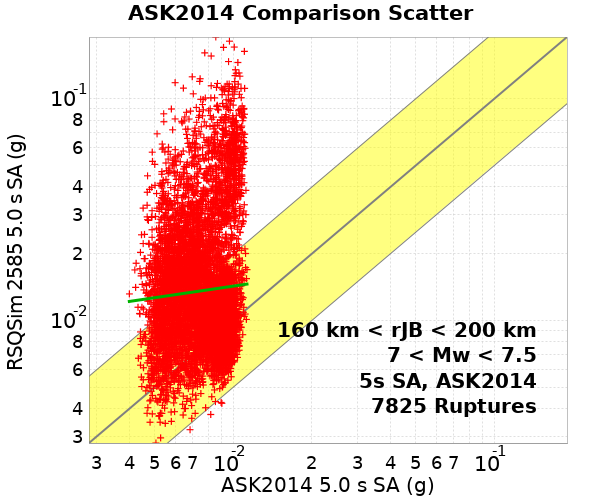 ASK2014 Comparison Scatter
RSQSim 2585 5.0 s SA (g)
10-1
8
6
4
3
2
10-2
8
6
4
3
160 km < rJB < 200 km
7 < Mw < 7.5
5s SA, ASK2014
7825 Ruptures
3 4 5 6 7 10-2 2 3 4 5 6 7 10-1
ASK2014 5.0 s SA (g)